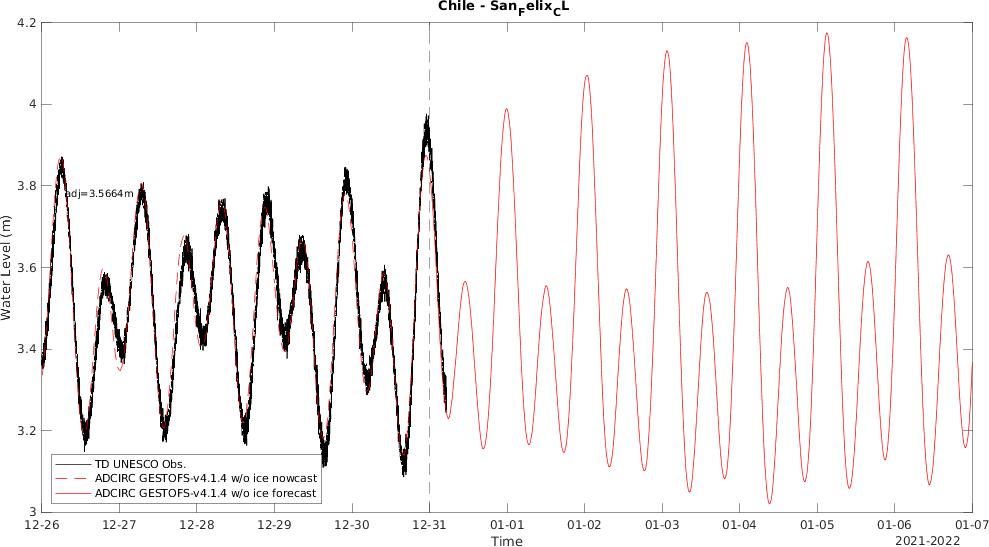 Chile - SanFelixCL
4.2
4
3.8
3.6
3.4
3.2
3
Water Level (m)
adj=3.5664m
TD UNESCO Obs.
ADCIRC GESTOFS-v4.1.4 w/o ice nowcast
ADCIRC GESTOFS-v4.1.4 w/o ice forecast
12-26 12-27 12-28 12-29 12-30 12-31 01-01 01-02 01-03 01-04 01-05 01-06 01-07
Time
2021-2022